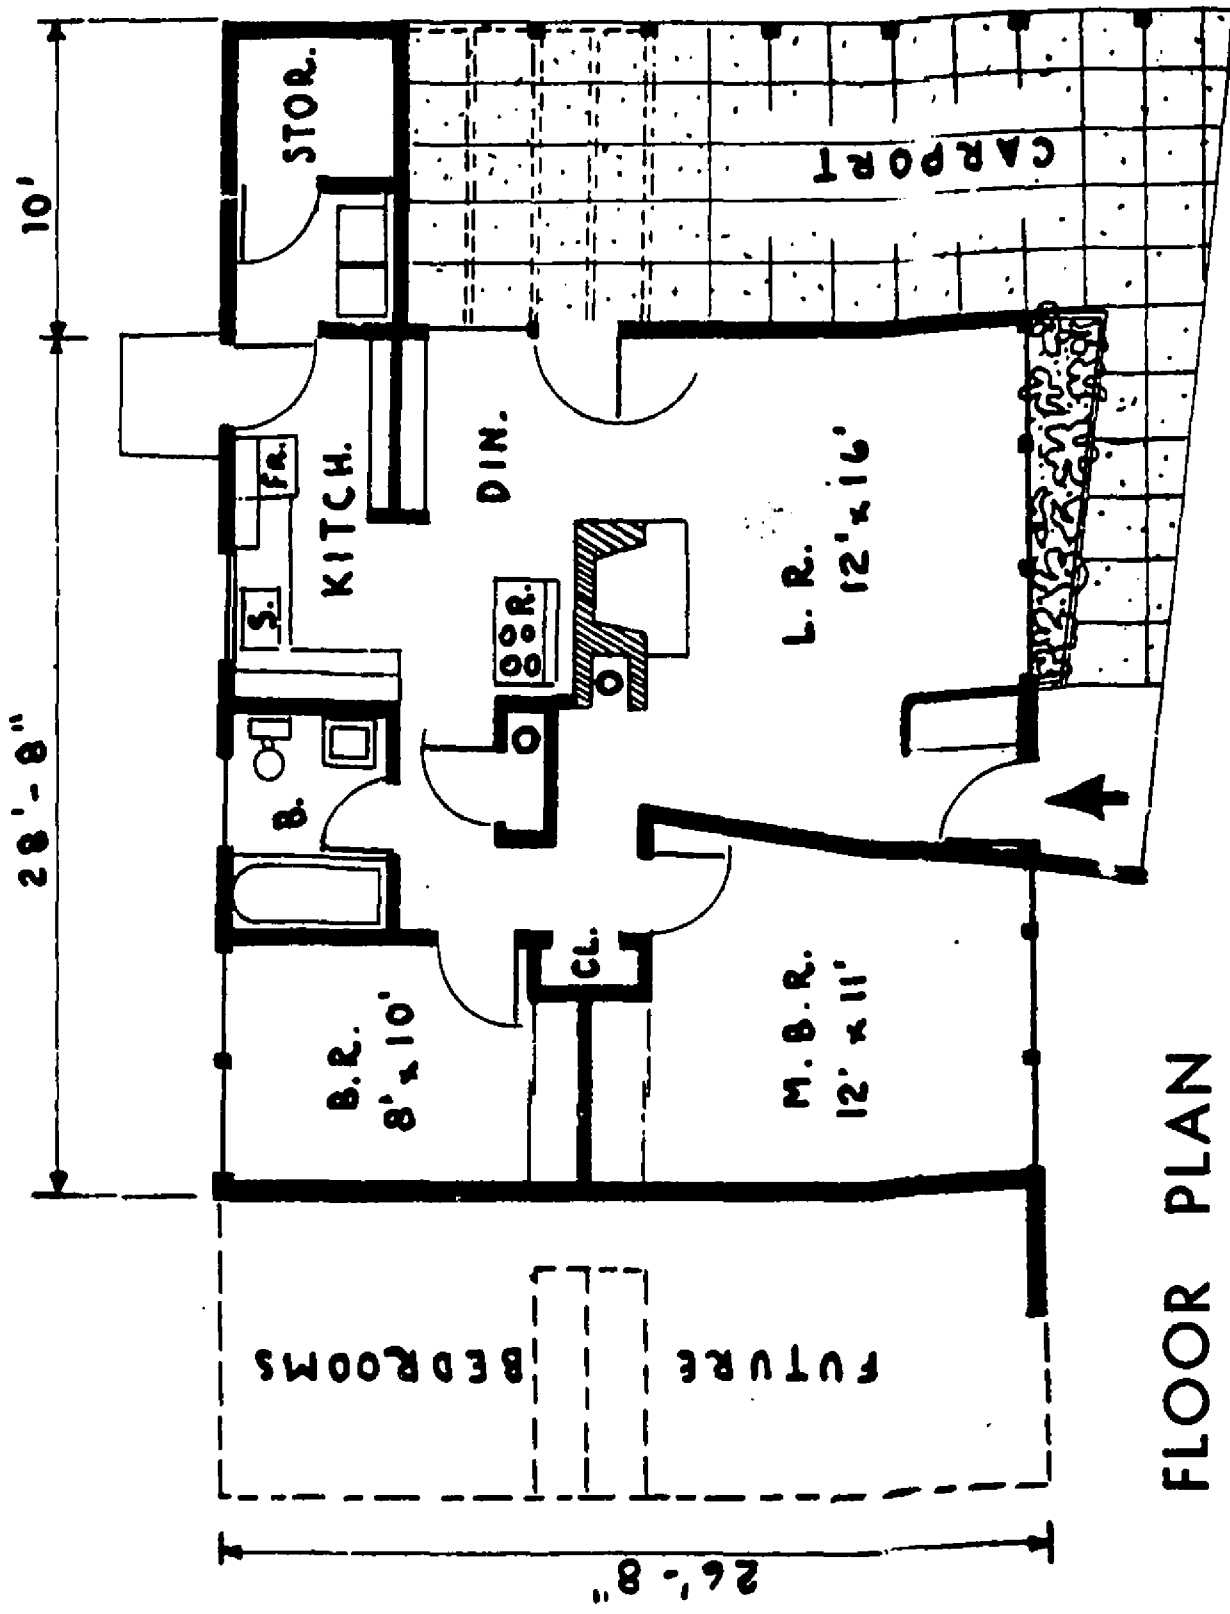 28'-8"
10'
B.
S.
FR.
KITCH.
STOR.
B.R.
8' x 10'
CL.
R.
DIN.
M.B.R.
12' x 11'
L.R.
12' x 16'
CARPORT
FUTURE BEDROOMS
26'-8"
FLOOR PLAN